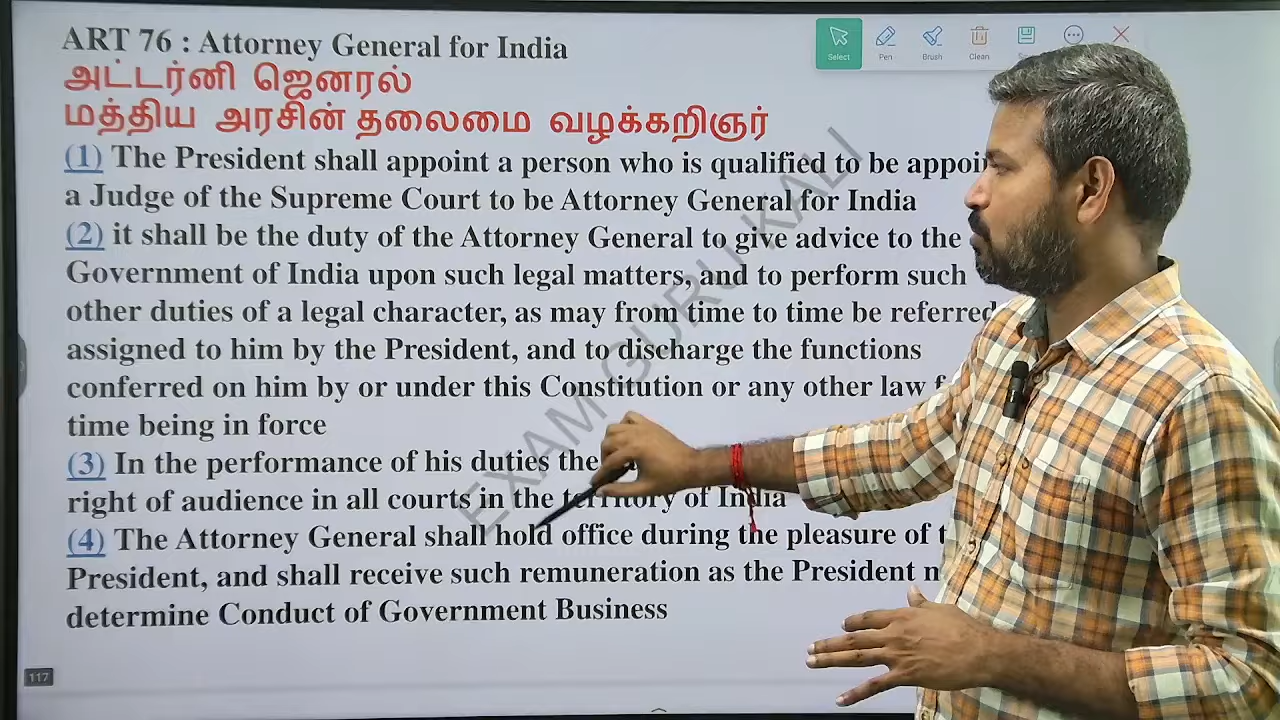 ART 76 : Attorney General for India
அட்டர்னி ஜெனரல்
மத்திய அரசின் தலைமை வழக்கறிஞர்
(1) The President shall appoint a person who is qualified to be
a Judge of the Supreme Court to be Attorney General for India
(2) it shall be the duty of the Attorney General to give advice to the
Government of India upon such legal matters, and to perform such
other duties of a legal character, as may from time to time be referred
assigned to him by the President, and to discharge the functions
conferred on him by or under this Constitution or any other law
time being in force
(3) In the performance of his duties the
right of audience in all courts in the territory of India
(4) The Attorney General shall hold office during the pleasure of
President, and shall receive such remuneration as the President
determine Conduct of Government Business
EXAM GURU KALI
Select Pen Brush Clean
117